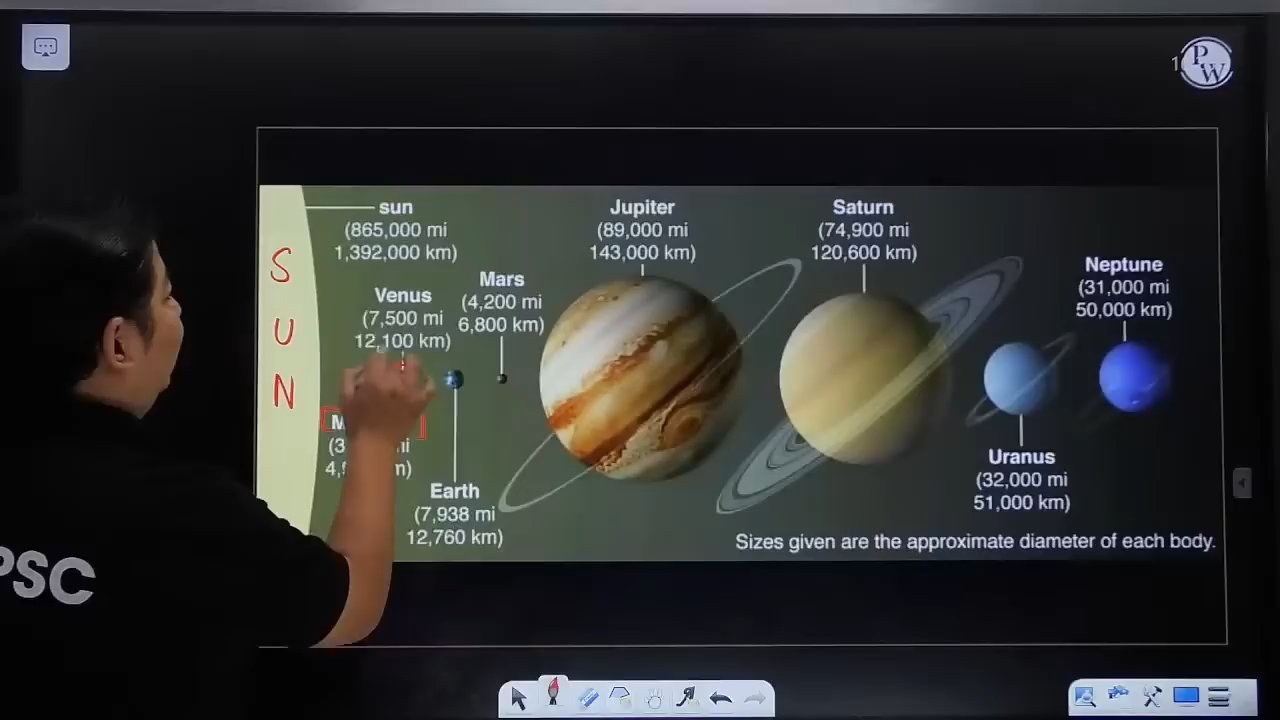 PW
SUN
sun
(865,000 mi
1,392,000 km)
Jupiter
(89,000 mi
143,000 km)
Saturn
(74,900 mi
120,600 km)
Neptune
(31,000 mi
50,000 km)
Mars
(4,200 mi
6,800 km)
Venus
(7,500 mi
12,100 km)
Earth
(7,938 mi
12,760 km)
Uranus
(32,000 mi
51,000 km)
Sizes given are the approximate diameter of each body.
PSC